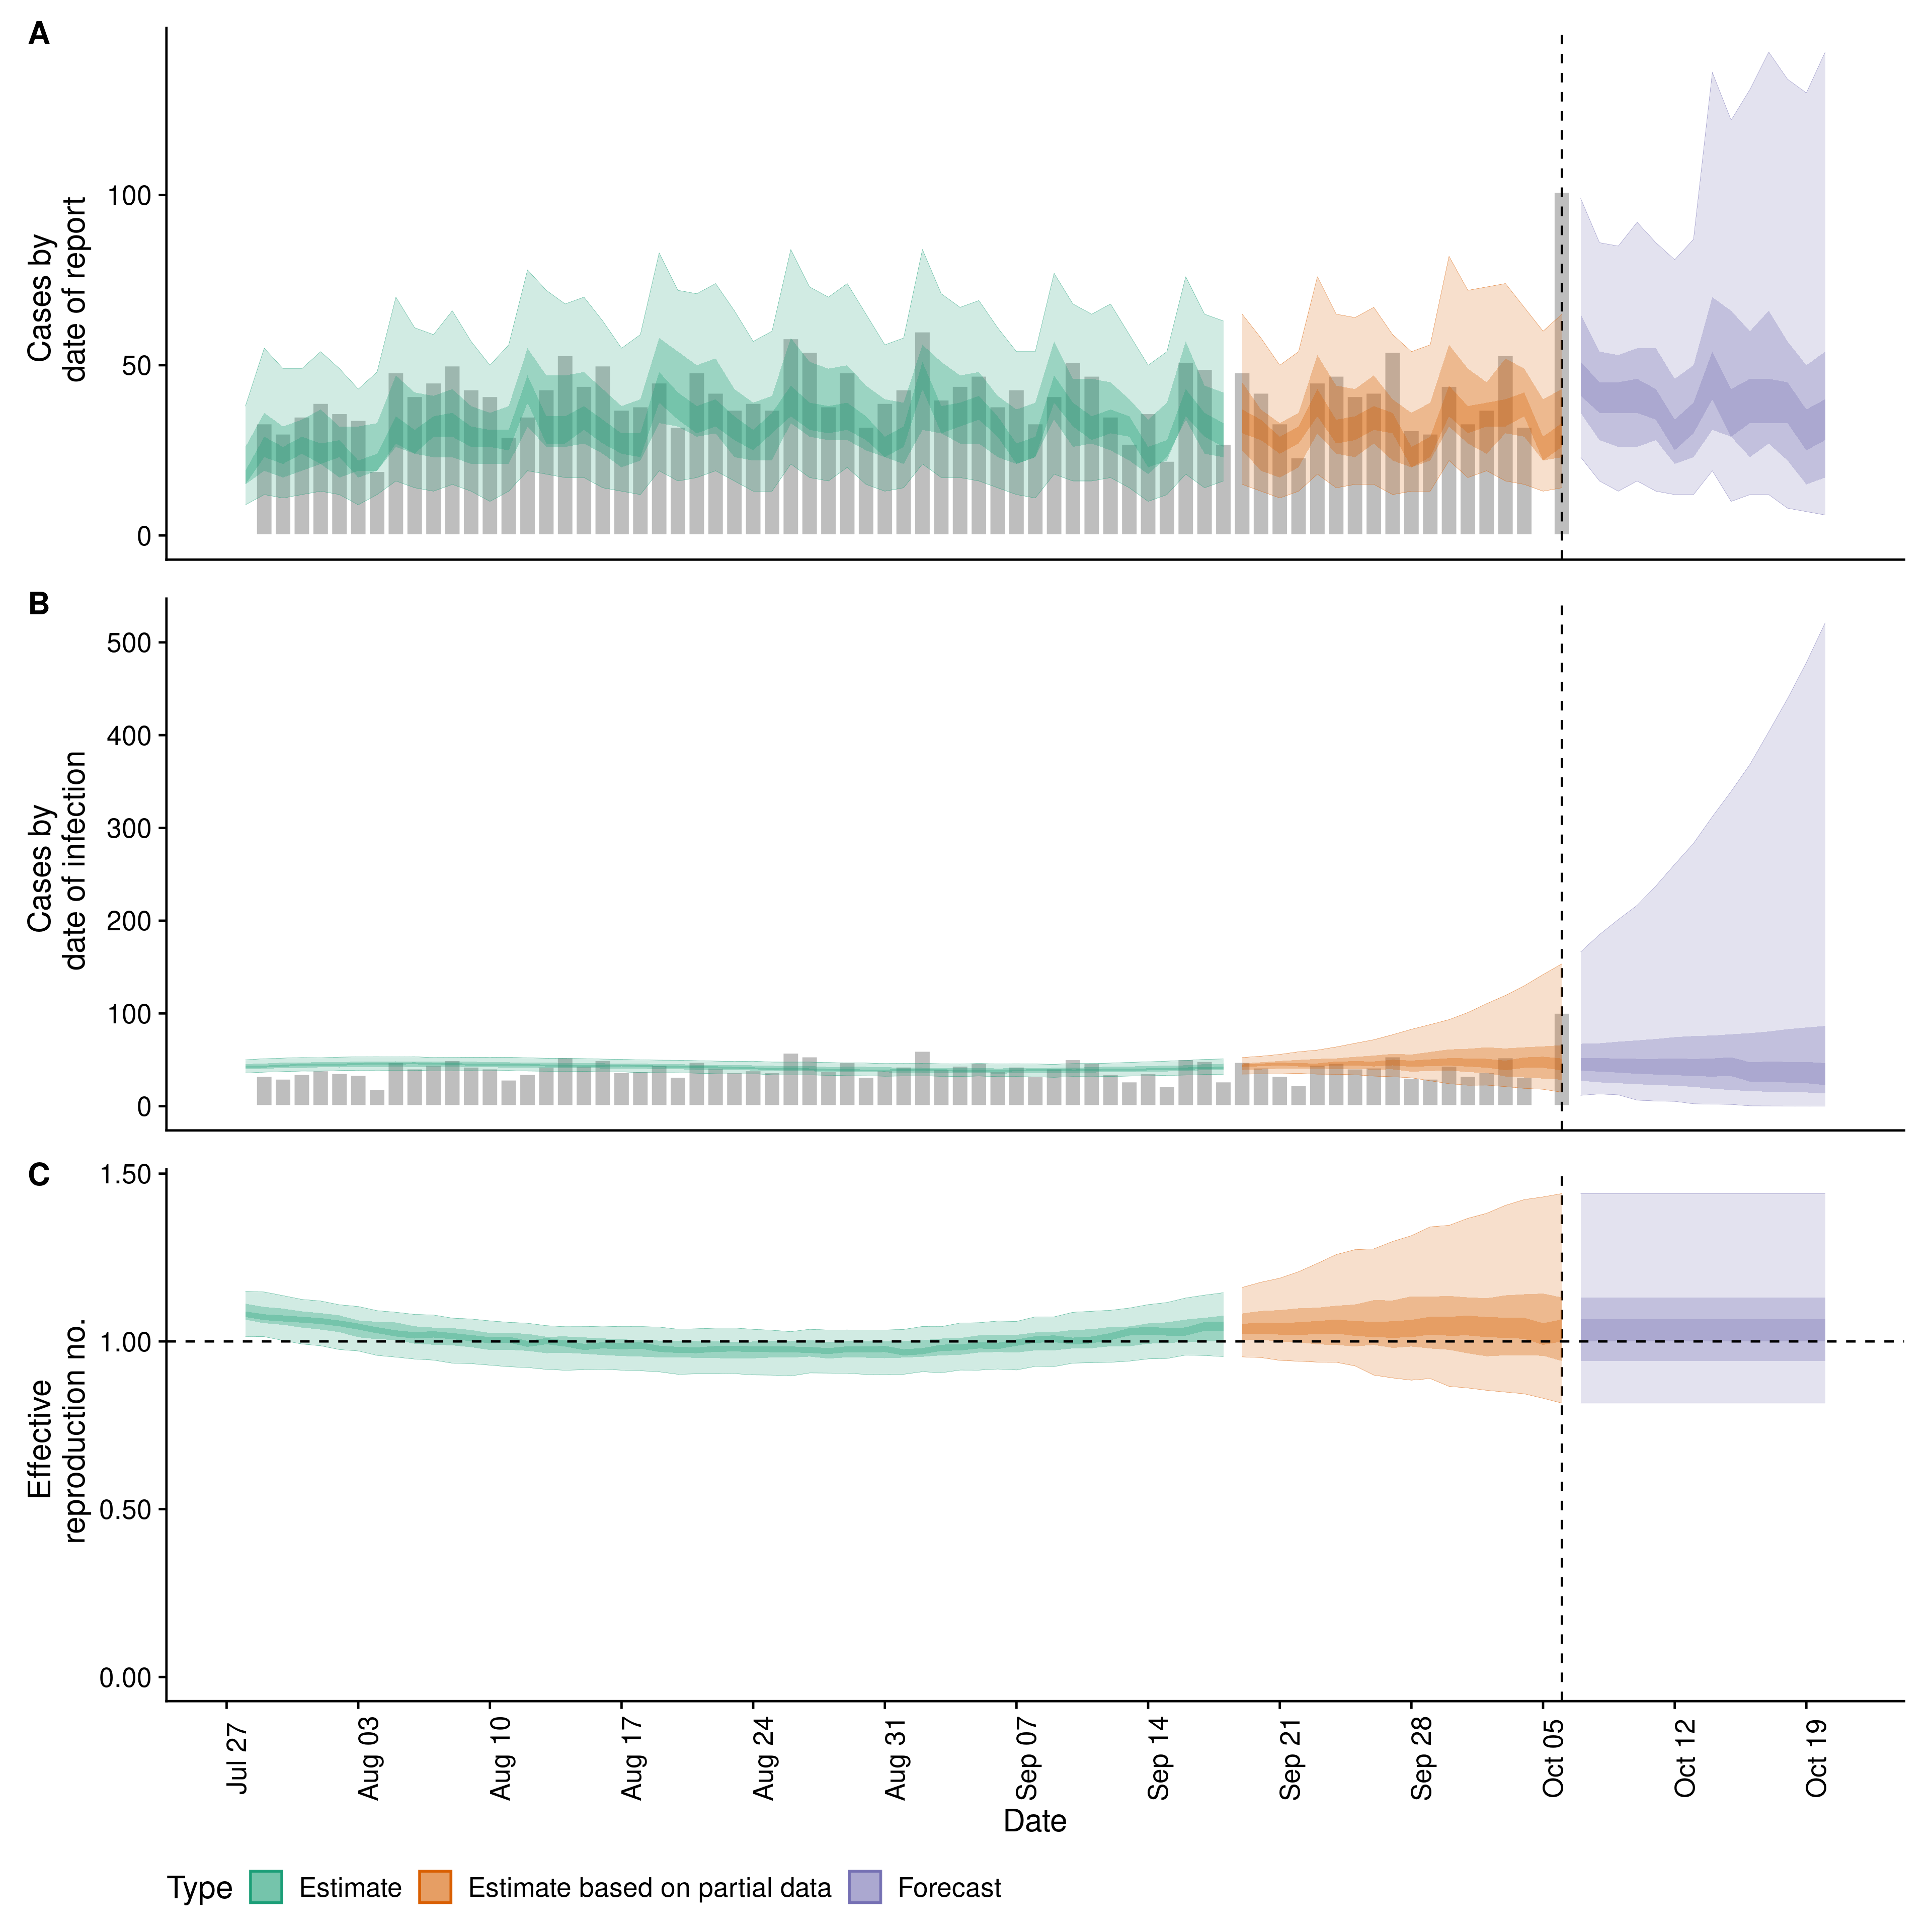 A
Cases by
date of report
100
50
0
B
Cases by
date of infection
500
400
300
200
100
0
C
Effective
reproduction no.
1.50
1.00
0.50
0.00
Jul 27
Aug 03
Aug 10
Aug 17
Aug 24
Aug 31
Sep 07
Sep 14
Sep 21
Sep 28
Oct 05
Oct 12
Oct 19
Date
Type Estimate Estimate based on partial data Forecast